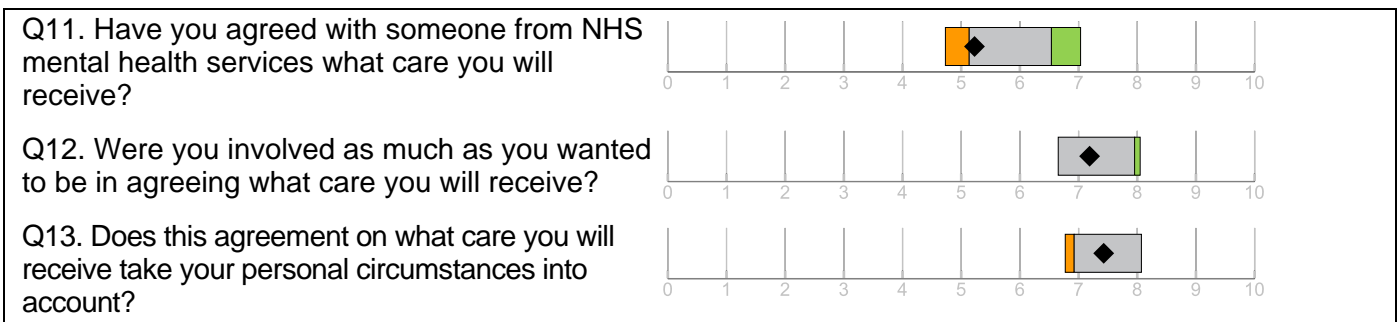 Q11. Have you agreed with someone from NHS
mental health services what care you will
receive?
0 1 2 3 4 5 6 7 8 9 10
Q12. Were you involved as much as you wanted
to be in agreeing what care you will receive?
0 1 2 3 4 5 6 7 8 9 10
Q13. Does this agreement on what care you will
receive take your personal circumstances into
account?
0 1 2 3 4 5 6 7 8 9 10